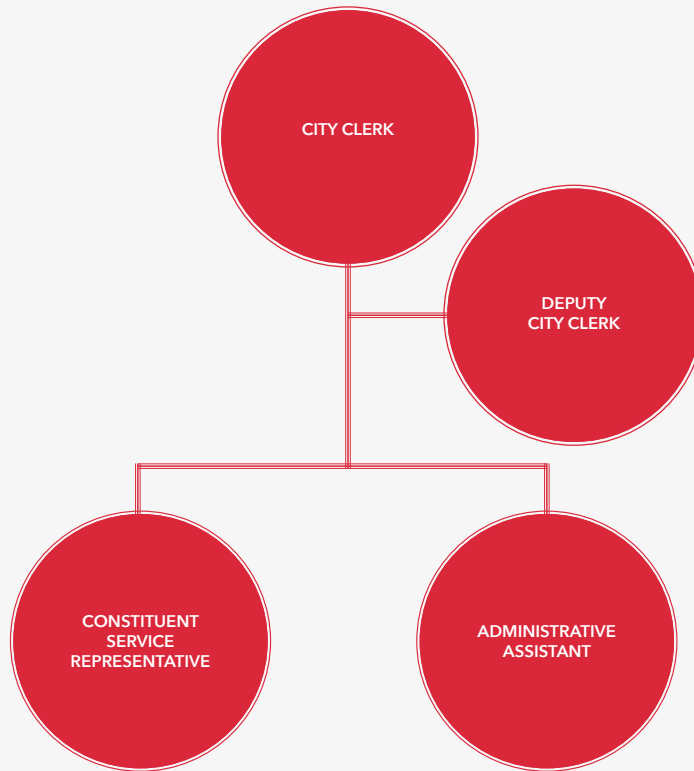 CITY CLERK
DEPUTY
CITY CLERK
CONSTITUENT
SERVICE
REPRESENTATIVE
ADMINISTRATIVE
ASSISTANT